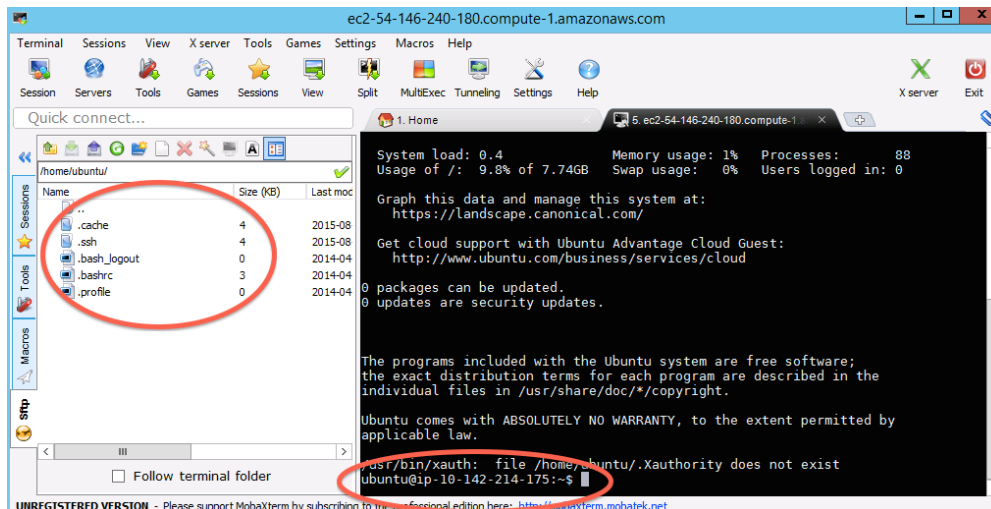 ec2-54-146-240-180.compute-1.amazonaws.com
Terminal Sessions View X server Tools Games Settings Macros Help
Session Servers Tools Games Sessions View Split MultiExec Tunneling Settings Help X server Exit
Quick connect...
1. Home
5. ec2-54-146-240-180.compute-1.
/home/ubuntu/
Name Size (KB) Last mod
..
.cache 4 2015-08
.ssh 4 2015-08
.bash_logout 0 2014-04
.bashrc 3 2014-04
.profile 0 2014-04
Sessions
Tools
Macros
Sftp
Follow terminal folder
System load: 0.4 Memory usage: 1% Processes: 88
Usage of /: 9.8% of 7.74GB Swap usage: 0% Users logged in: 0
Graph this data and manage this system at:
https://landscape.canonical.com/
Get cloud support with Ubuntu Advantage Cloud Guest:
http://www.ubuntu.com/business/services/cloud
0 packages can be updated.
0 updates are security updates.
The programs included with the Ubuntu system are free software;
the exact distribution terms for each program are described in the
individual files in /usr/share/doc/*/copyright.
Ubuntu comes with ABSOLUTELY NO WARRANTY, to the extent permitted by
applicable law.
/usr/bin/xauth: file /home/ubuntu/.Xauthority does not exist
ubuntu@ip-10-142-214-175:~$
UNREGISTERED VERSION - Please support MobaXterm by subscribing to the professional edition here: http://mobaxterm.mobatek.net